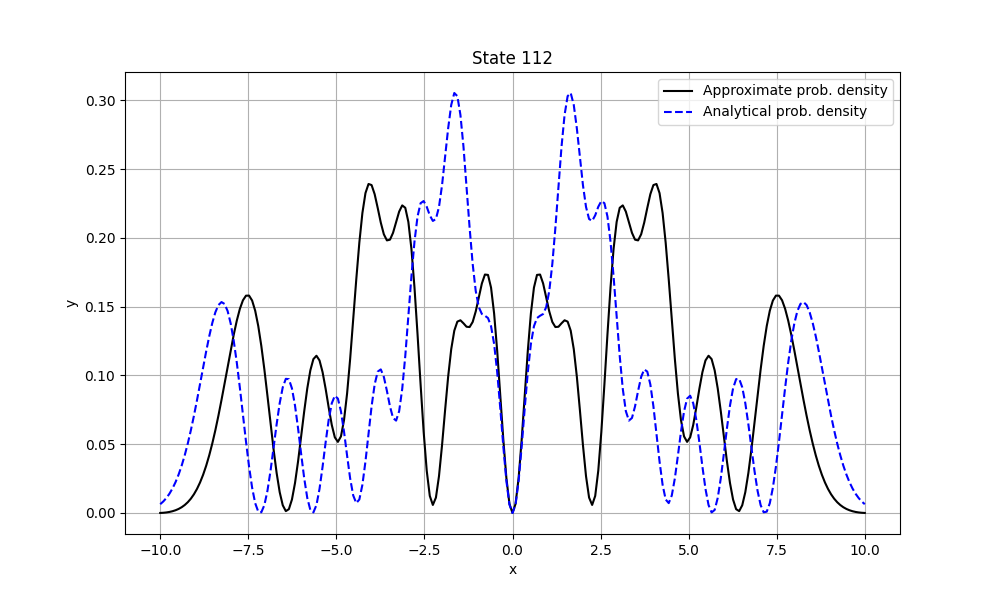 State 112
Approximate prob. density
Analytical prob. density
y
0.30
0.25
0.20
0.15
0.10
0.05
0.00
−10.0 −7.5 −5.0 −2.5 0.0 2.5 5.0 7.5 10.0
x